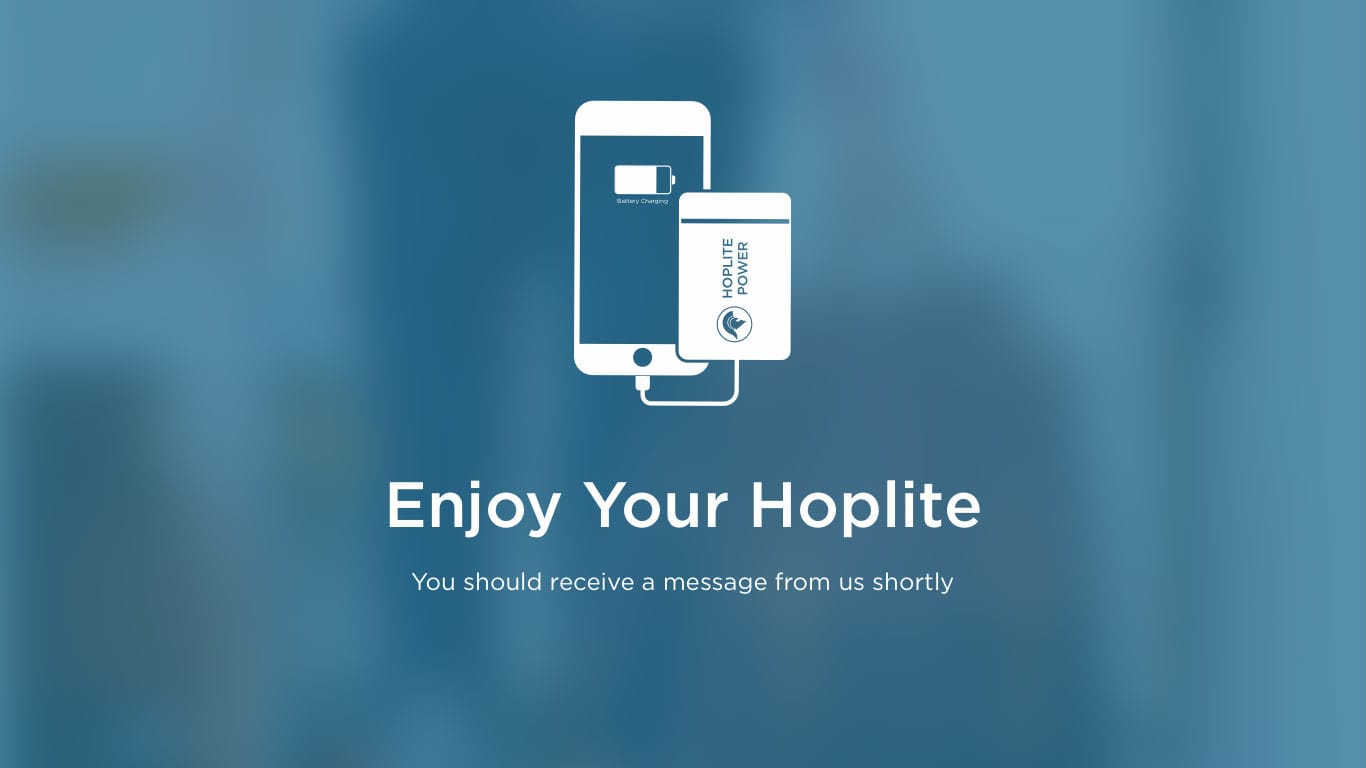 Battery Charging
HOPLITE
POWER
Enjoy Your Hoplite
You should receive a message from us shortly